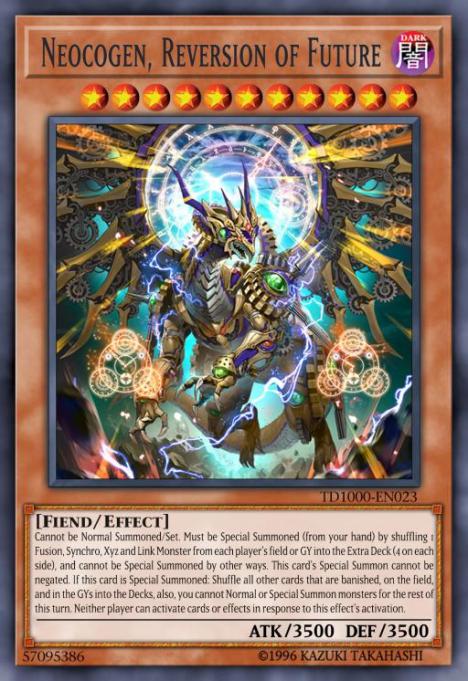 Neocogen, Reversion of Future
DARK
闇
TD1000-EN023
[Fiend/Effect]
Cannot be Normal Summoned/Set. Must be Special Summoned (from your hand) by shuffling 1
Fusion, Synchro, Xyz and Link Monster from each player's field or GY into the Extra Deck (4 on each
side), and cannot be Special Summoned by other ways. This card's Special Summon cannot be
negated. If this card is Special Summoned: Shuffle all other cards that are banished, on the field,
and in the GYs into the Decks, also, you cannot Normal or Special Summon monsters for the rest of
this turn. Neither player can activate cards or effects in response to this effect's activation.
ATK/3500 DEF/3500
57095386
©1996 KAZUKI TAKAHASHI